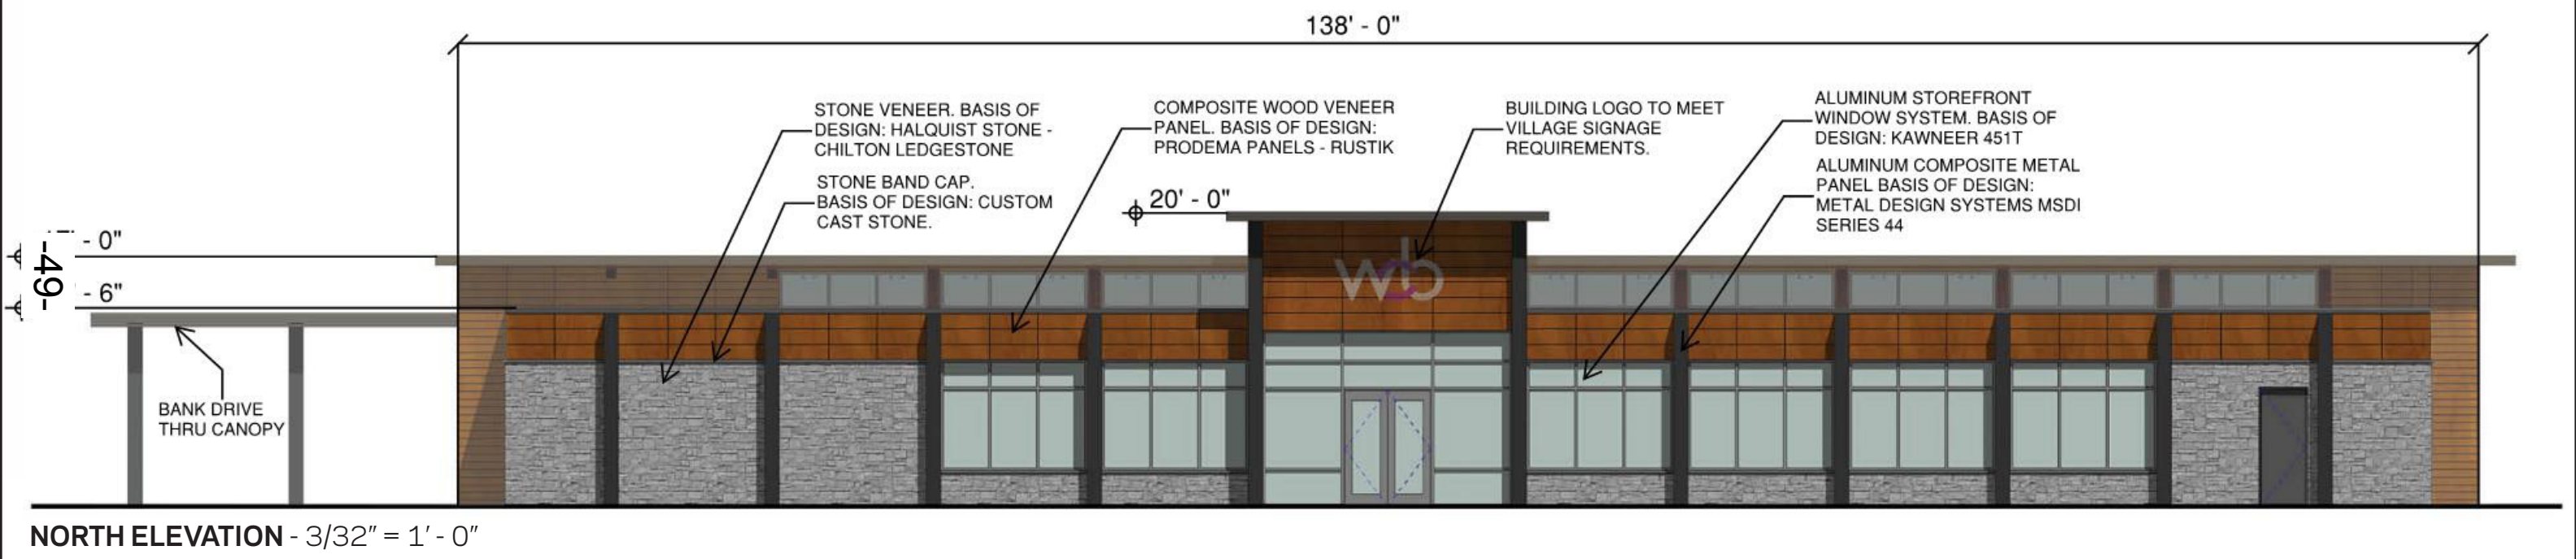 138' - 0"
STONE VENEER. BASIS OF
DESIGN: HALQUIST STONE -
CHILTON LEDGESTONE
STONE BAND CAP.
BASIS OF DESIGN: CUSTOM
CAST STONE.
COMPOSITE WOOD VENEER
PANEL. BASIS OF DESIGN:
PRODEMA PANELS - RUSTIK
BUILDING LOGO TO MEET
VILLAGE SIGNAGE
REQUIREMENTS.
ALUMINUM STOREFRONT
WINDOW SYSTEM. BASIS OF
DESIGN: KAWNEER 451T
ALUMINUM COMPOSITE METAL
PANEL BASIS OF DESIGN:
METAL DESIGN SYSTEMS MSDI
SERIES 44
20' - 0"
- 0"
-49-
- 6"
wcb
BANK DRIVE
THRU CANOPY
NORTH ELEVATION - 3/32" = 1' - 0"